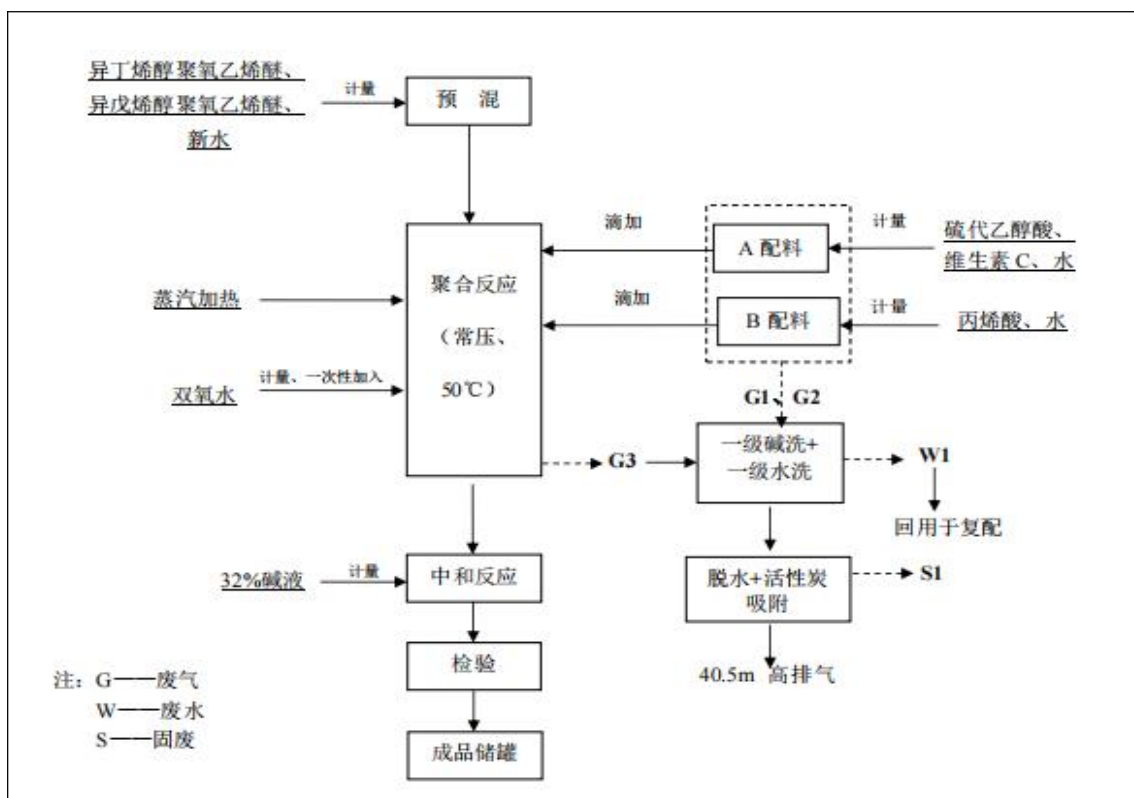 异丁烯醇聚氧乙烯醚、
异戊烯醇聚氧乙烯醚、
新水
计量
预 混
滴加
A 配料
计量
硫代乙醇酸、
维生素 C、水
聚合反应
（常压、
50℃）
蒸汽加热
滴加
B 配料
计量
丙烯酸、水
双氧水
计量、一次性加入
G1、G2
一级碱洗+
一级水洗
G3
W1
回用于复配
32%碱液
计量
中和反应
脱水+活性炭
吸附
S1
检验
40.5m 高排气
注：G——废气
W——废水
S——固废
成品储罐